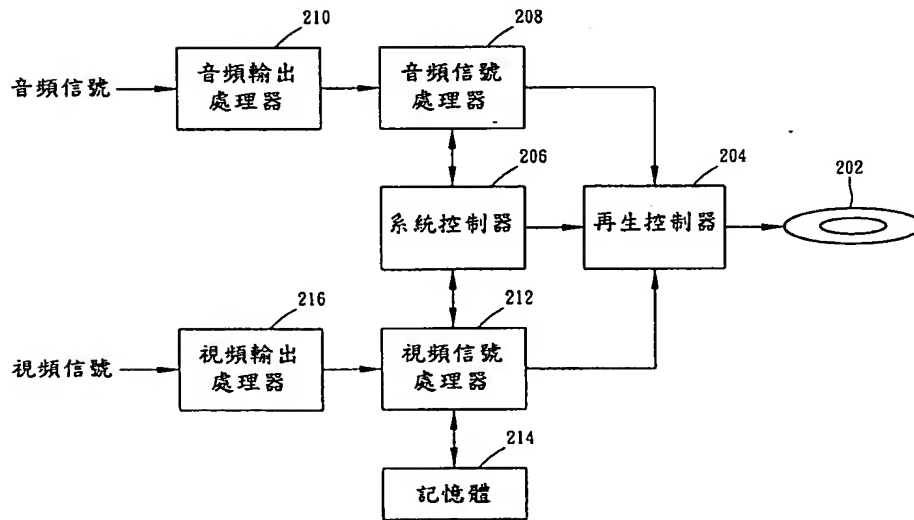 210
208
音頻信號
音頻輸出
處理器
音頻信號
處理器
206
204
202
系統控制器
再生控制器
216
212
視頻信號
視頻輸出
處理器
視頻信號
處理器
214
記憶體